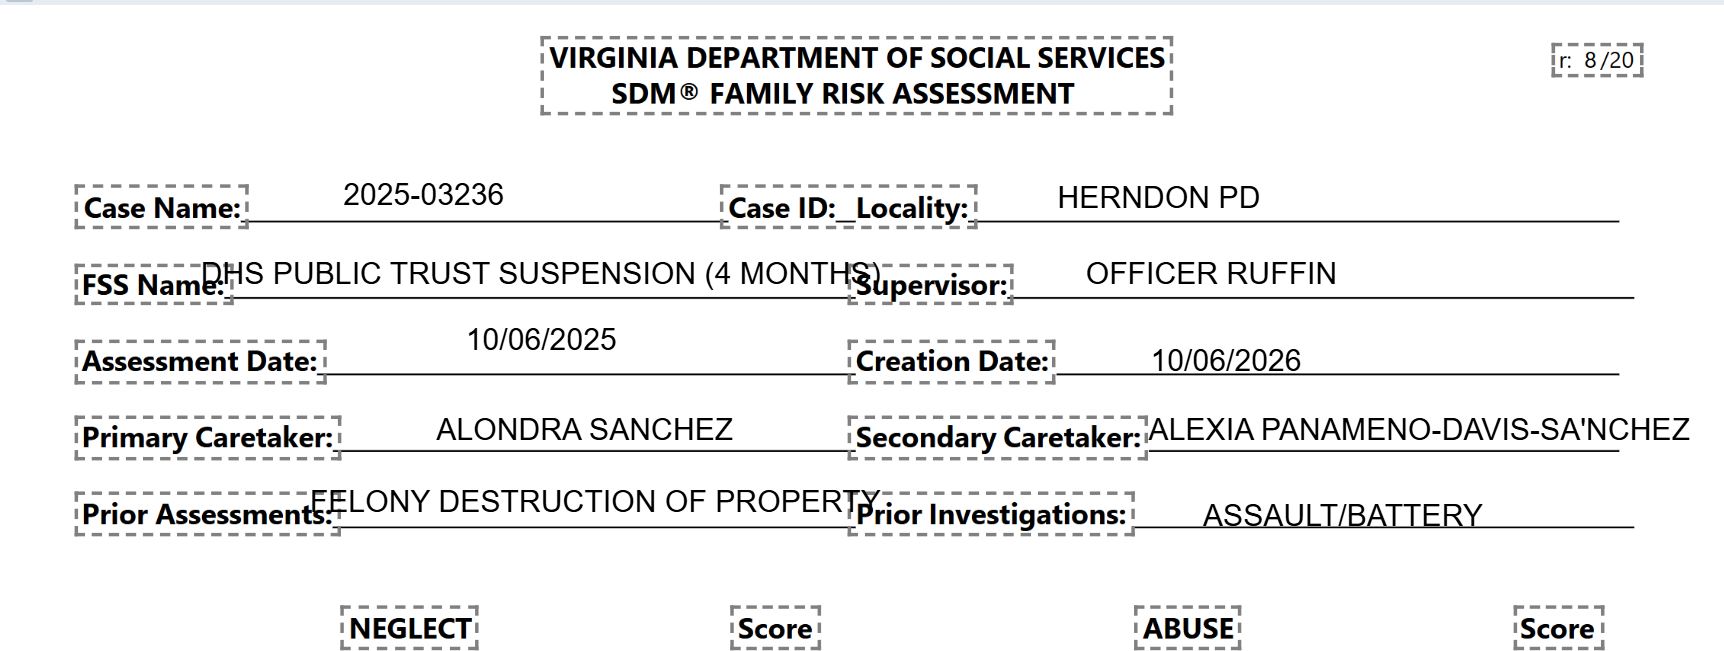 VIRGINIA DEPARTMENT OF SOCIAL SERVICES
r: 8/20
SDM® FAMILY RISK ASSESSMENT
Case Name: 2025-03236 Case ID: Locality: HERNDON PD
FSS Name: DHS PUBLIC TRUST SUSPENSION (4 MONTHS) Supervisor: OFFICER RUFFIN
Assessment Date: 10/06/2025 Creation Date: 10/06/2026
Primary Caretaker: ALONDRA SANCHEZ Secondary Caretaker: ALEXIA PANAMENO-DAVIS-SA'NCHEZ
Prior Assessments: FELONY DESTRUCTION OF PROPERTY Prior Investigations: ASSAULT/BATTERY
NEGLECT Score ABUSE Score